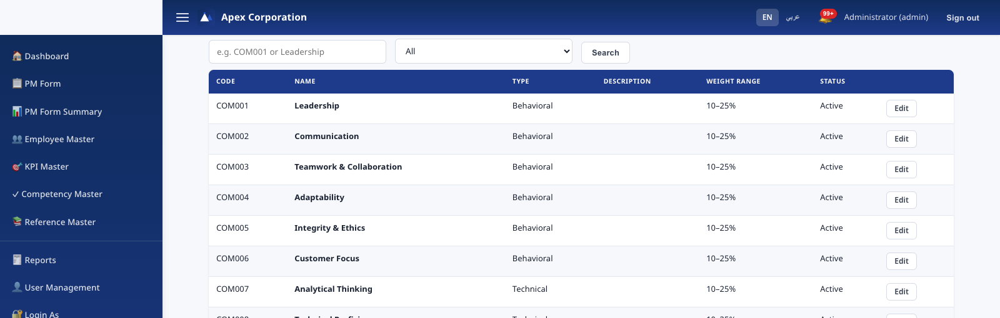 Apex Corporation
EN
عربي
99+
Administrator (admin)
Sign out
Dashboard
PM Form
PM Form Summary
Employee Master
KPI Master
Competency Master
Reference Master
Reports
User Management
Login As
e.g. COM001 or Leadership
All
Search
CODE NAME TYPE DESCRIPTION WEIGHT RANGE STATUS
COM001 Leadership Behavioral 10–25% Active Edit
COM002 Communication Behavioral 10–25% Active Edit
COM003 Teamwork & Collaboration Behavioral 10–25% Active Edit
COM004 Adaptability Behavioral 10–25% Active Edit
COM005 Integrity & Ethics Behavioral 10–25% Active Edit
COM006 Customer Focus Behavioral 10–25% Active Edit
COM007 Analytical Thinking Technical 10–25% Active Edit